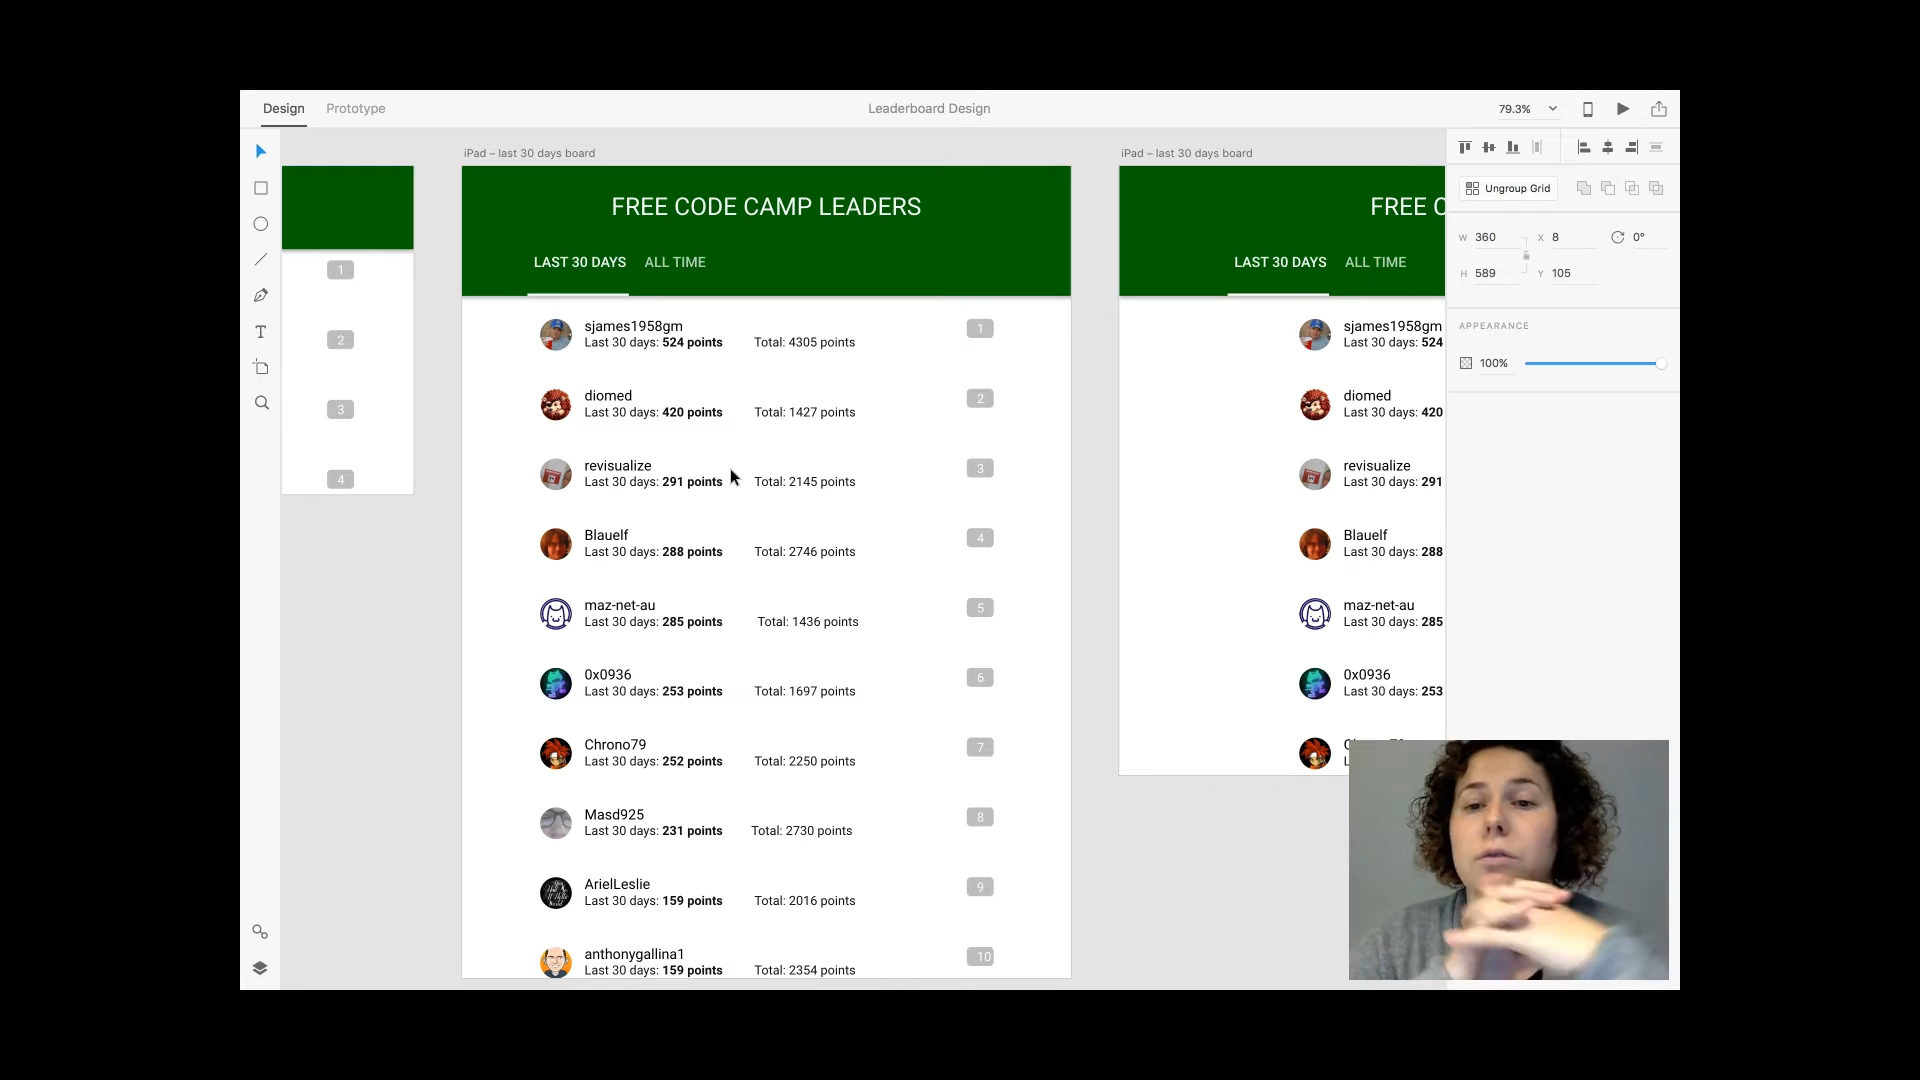 Design Prototype Leaderboard Design 79.3%
iPad – last 30 days board
FREE CODE CAMP LEADERS
LAST 30 DAYS ALL TIME
sjames1958gm 1
Last 30 days: 524 points Total: 4305 points
diomed 2
Last 30 days: 420 points Total: 1427 points
revisualize 3
Last 30 days: 291 points Total: 2145 points
Blauelf 4
Last 30 days: 288 points Total: 2746 points
maz-net-au 5
Last 30 days: 285 points Total: 1436 points
0x0936 6
Last 30 days: 253 points Total: 1697 points
Chrono79 7
Last 30 days: 252 points Total: 2250 points
Masd925 8
Last 30 days: 231 points Total: 2730 points
ArielLeslie 9
Last 30 days: 159 points Total: 2016 points
anthonygallina1 10
Last 30 days: 159 points Total: 2354 points
1
2
3
4
iPad – last 30 days board
FREE C
LAST 30 DAYS ALL TIME
sjames1958gm
Last 30 days: 524
diomed
Last 30 days: 420
revisualize
Last 30 days: 291
Blauelf
Last 30 days: 288
maz-net-au
Last 30 days: 285
0x0936
Last 30 days: 253
Ungroup Grid
W 360 X 8 0°
H 589 Y 105
APPEARANCE
100%